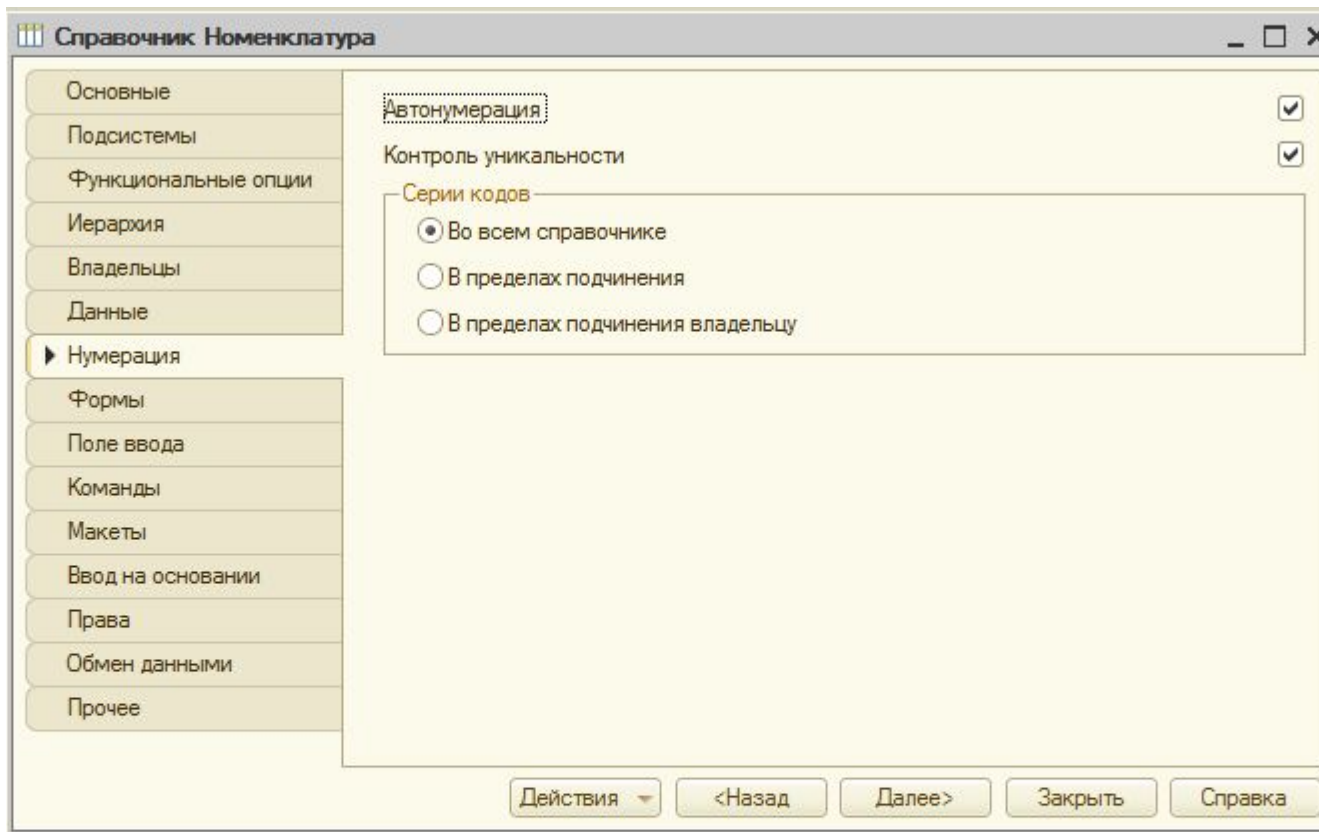 Справочник Номенклатура
Основные
Подсистемы
Функциональные опции
Иерархия
Владельцы
Данные
Нумерация
Формы
Поле ввода
Команды
Макеты
Ввод на основании
Права
Обмен данными
Прочее
Автонумерация
Контроль уникальности
Серии кодов
Во всем справочнике
В пределах подчинения
В пределах подчинения владельцу
Действия <Назад Далее> Закрыть Справка